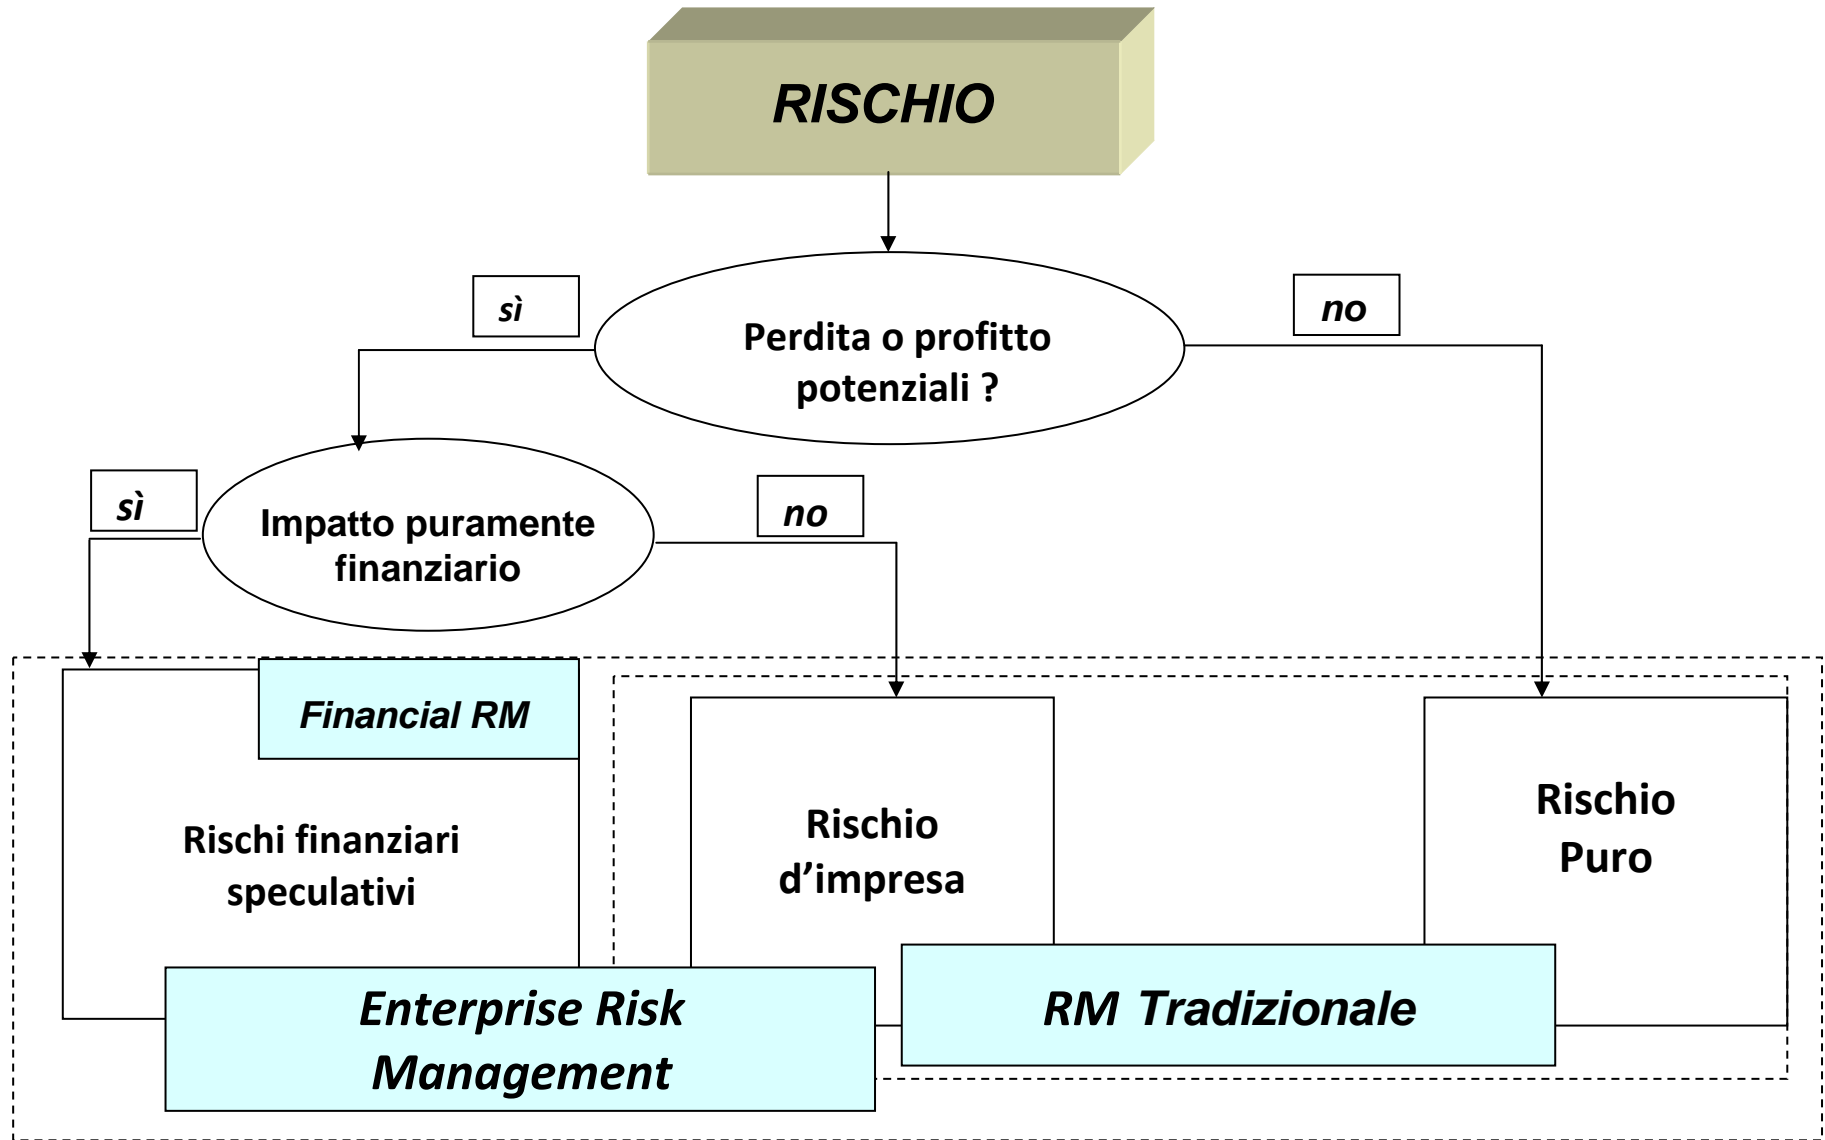 RISCHIO
sì
no
Perdita o profitto
potenziali ?
sì
no
Impatto puramente
finanziario
Financial RM
Rischi finanziari
speculativi
Rischio
d’impresa
Rischio
Puro
Enterprise Risk
Management
RM Tradizionale